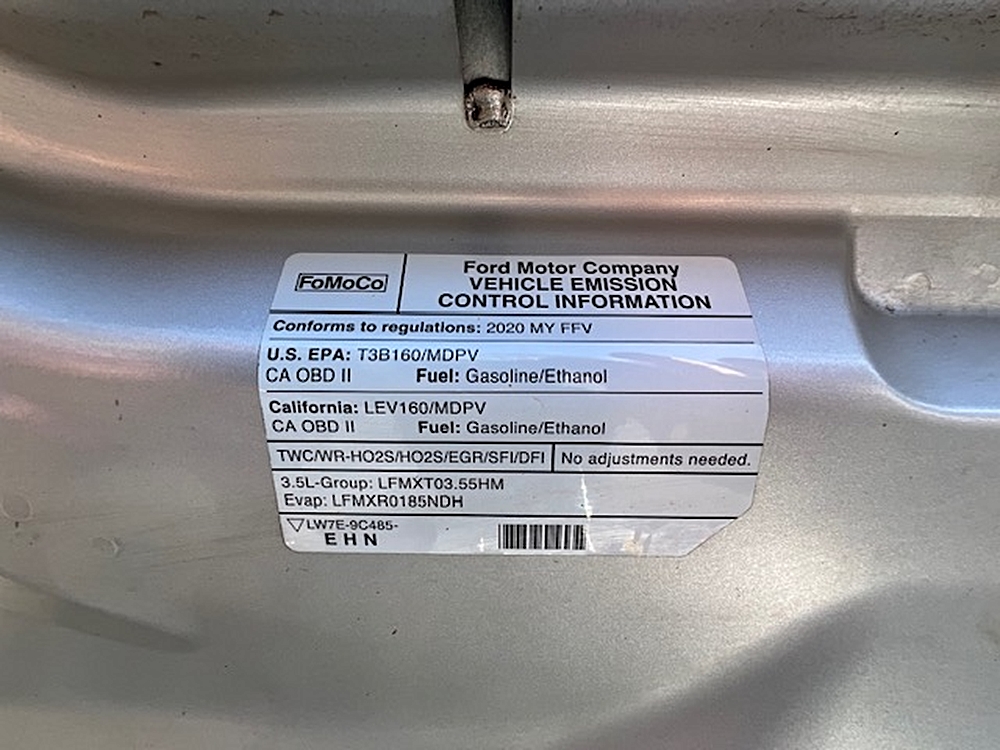 FoMoCo
Ford Motor Company
VEHICLE EMISSION
CONTROL INFORMATION
Conforms to regulations: 2020 MY FFV
U.S. EPA: T3B160/MDPV
CA OBD II Fuel: Gasoline/Ethanol
California: LEV160/MDPV
CA OBD II Fuel: Gasoline/Ethanol
TWC/WR-HO2S/HO2S/EGR/SFI/DFI No adjustments needed.
3.5L-Group: LFMXT03.55HM
Evap: LFMXR0185NDH
LW7E-9C485-
EHN